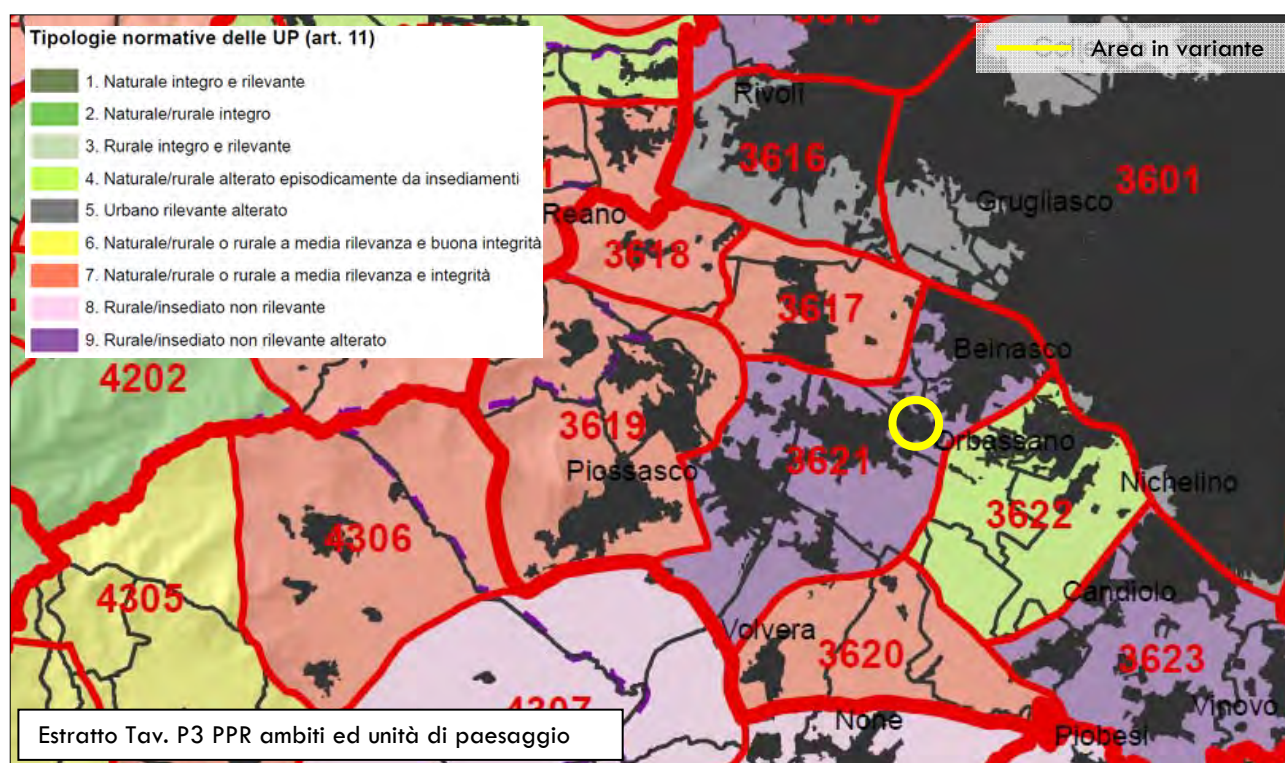 Tipologie normative delle UP (art. 11)
1. Naturale integro e rilevante
2. Naturale/rurale integro
3. Rurale integro e rilevante
4. Naturale/rurale alterato episodicamente da insediamenti
5. Urbano rilevante alterato
6. Naturale/rurale o rurale a media rilevanza e buona integrità
7. Naturale/rurale o rurale a media rilevanza e integrità
8. Rurale/insediato non rilevante
9. Rurale/insediato non rilevante alterato
Area in variante
Rivoli
3616
3601
Grugliasco
Reano
3618
3617
Beinasco
4202
3619
Orbassano
Piossasco
3621
Nichelino
3622
4306
4305
Candiolo
Volvera
3620
3623
Vinovo
4307
None
Piobesi
Estratto Tav. P3 PPR ambiti ed unità di paesaggio